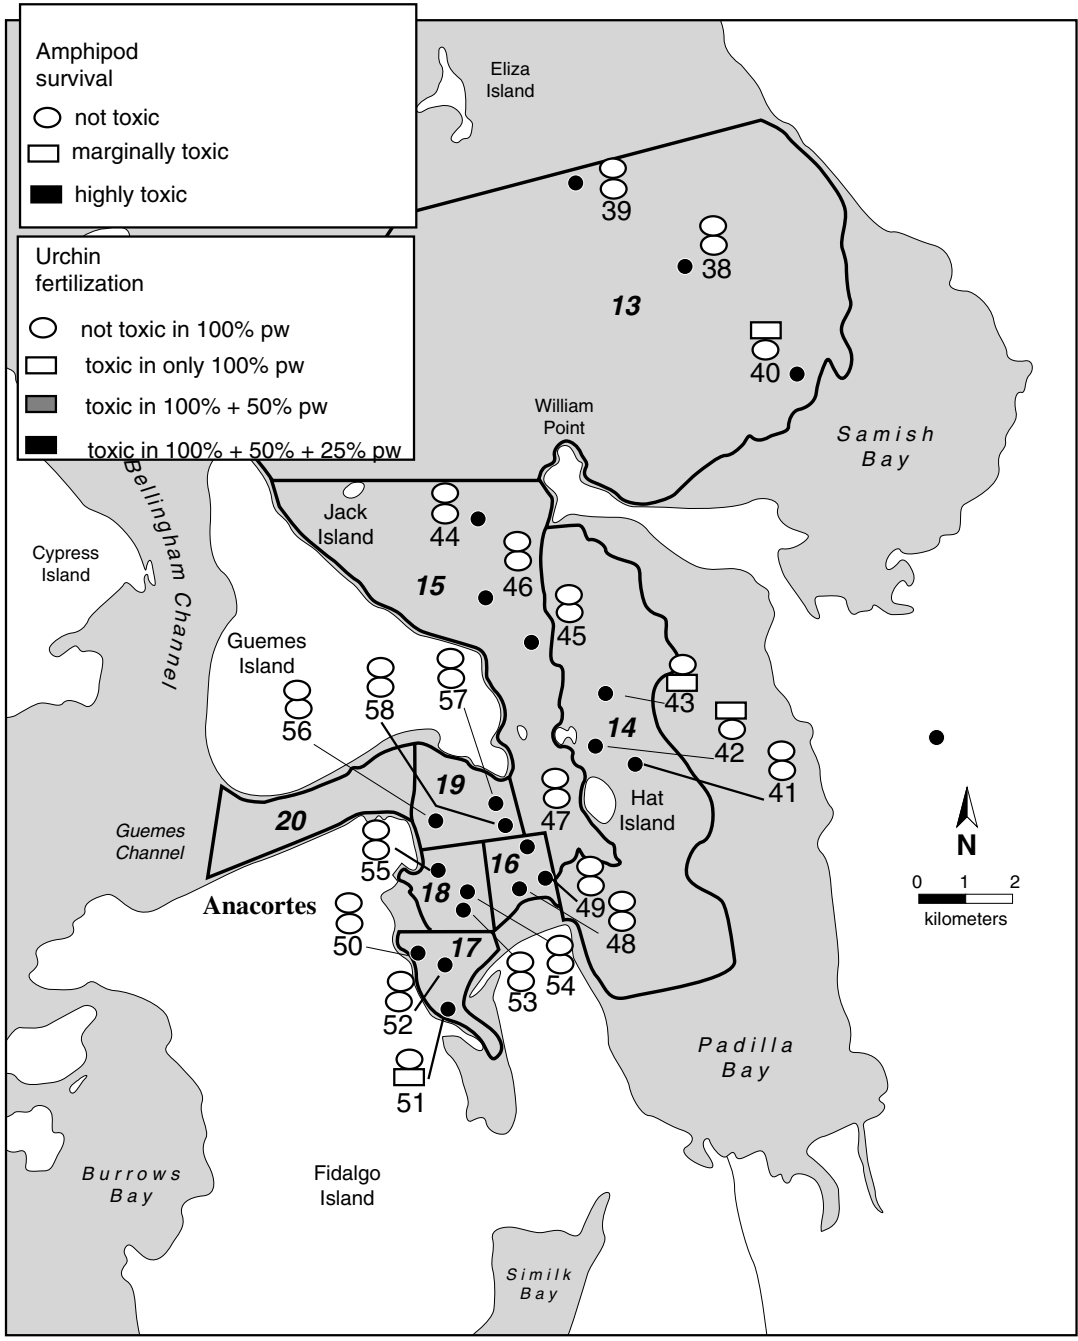 Amphipod
survival
not toxic
marginally toxic
highly toxic
Urchin
fertilization
not toxic in 100% pw
toxic in only 100% pw
toxic in 100% + 50% pw
toxic in 100% + 50% + 25% pw
Eliza
Island
39
38
13
40
William
Point
Samish
Bay
Bellingham Channel
Jack
Island
44
Cypress
Island
46
15
45
Guemes
Island
43
58
57
56
14
42
41
19
47
Hat
Island
20
Guemes
Channel
N
55
16
18
0 1 2
kilometers
Anacortes
49
48
50
17
54
53
52
Padilla
Bay
51
Burrows
Bay
Fidalgo
Island
Similk
Bay